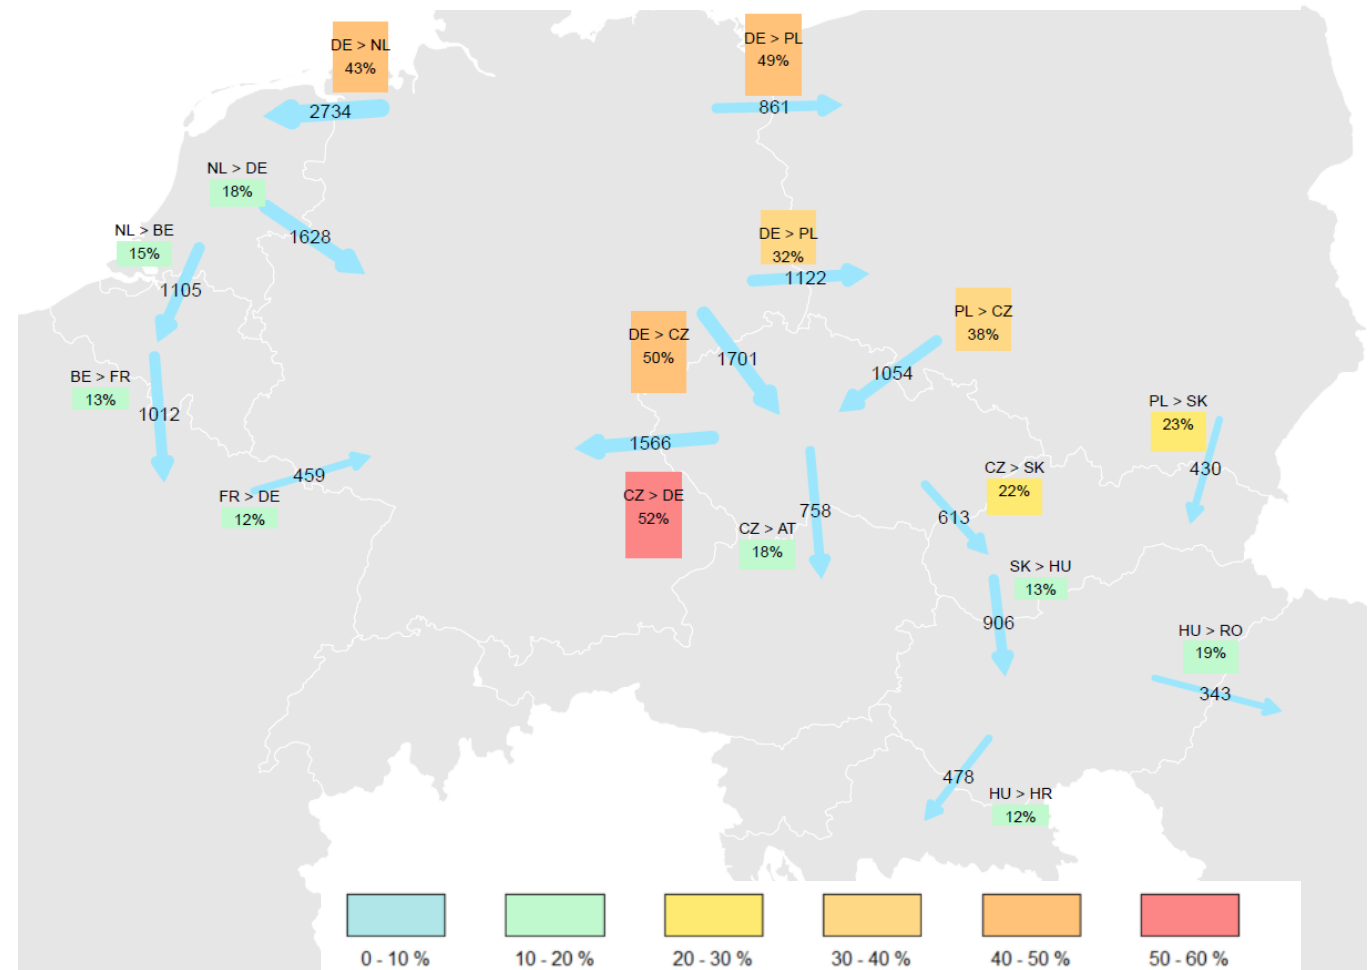 DE > NL
43%
2734
DE > PL
49%
861
NL > DE
18%
1628
NL > BE
15%
1105
DE > PL
32%
1122
DE > CZ
50%
1701
PL > CZ
38%
1054
BE > FR
13%
1012
PL > SK
23%
430
1566
CZ > DE
52%
FR > DE
12%
459
CZ > SK
22%
613
CZ > AT
18%
758
SK > HU
13%
906
HU > RO
19%
343
478
HU > HR
12%
0 - 10 %
10 - 20 %
20 - 30 %
30 - 40 %
40 - 50 %
50 - 60 %